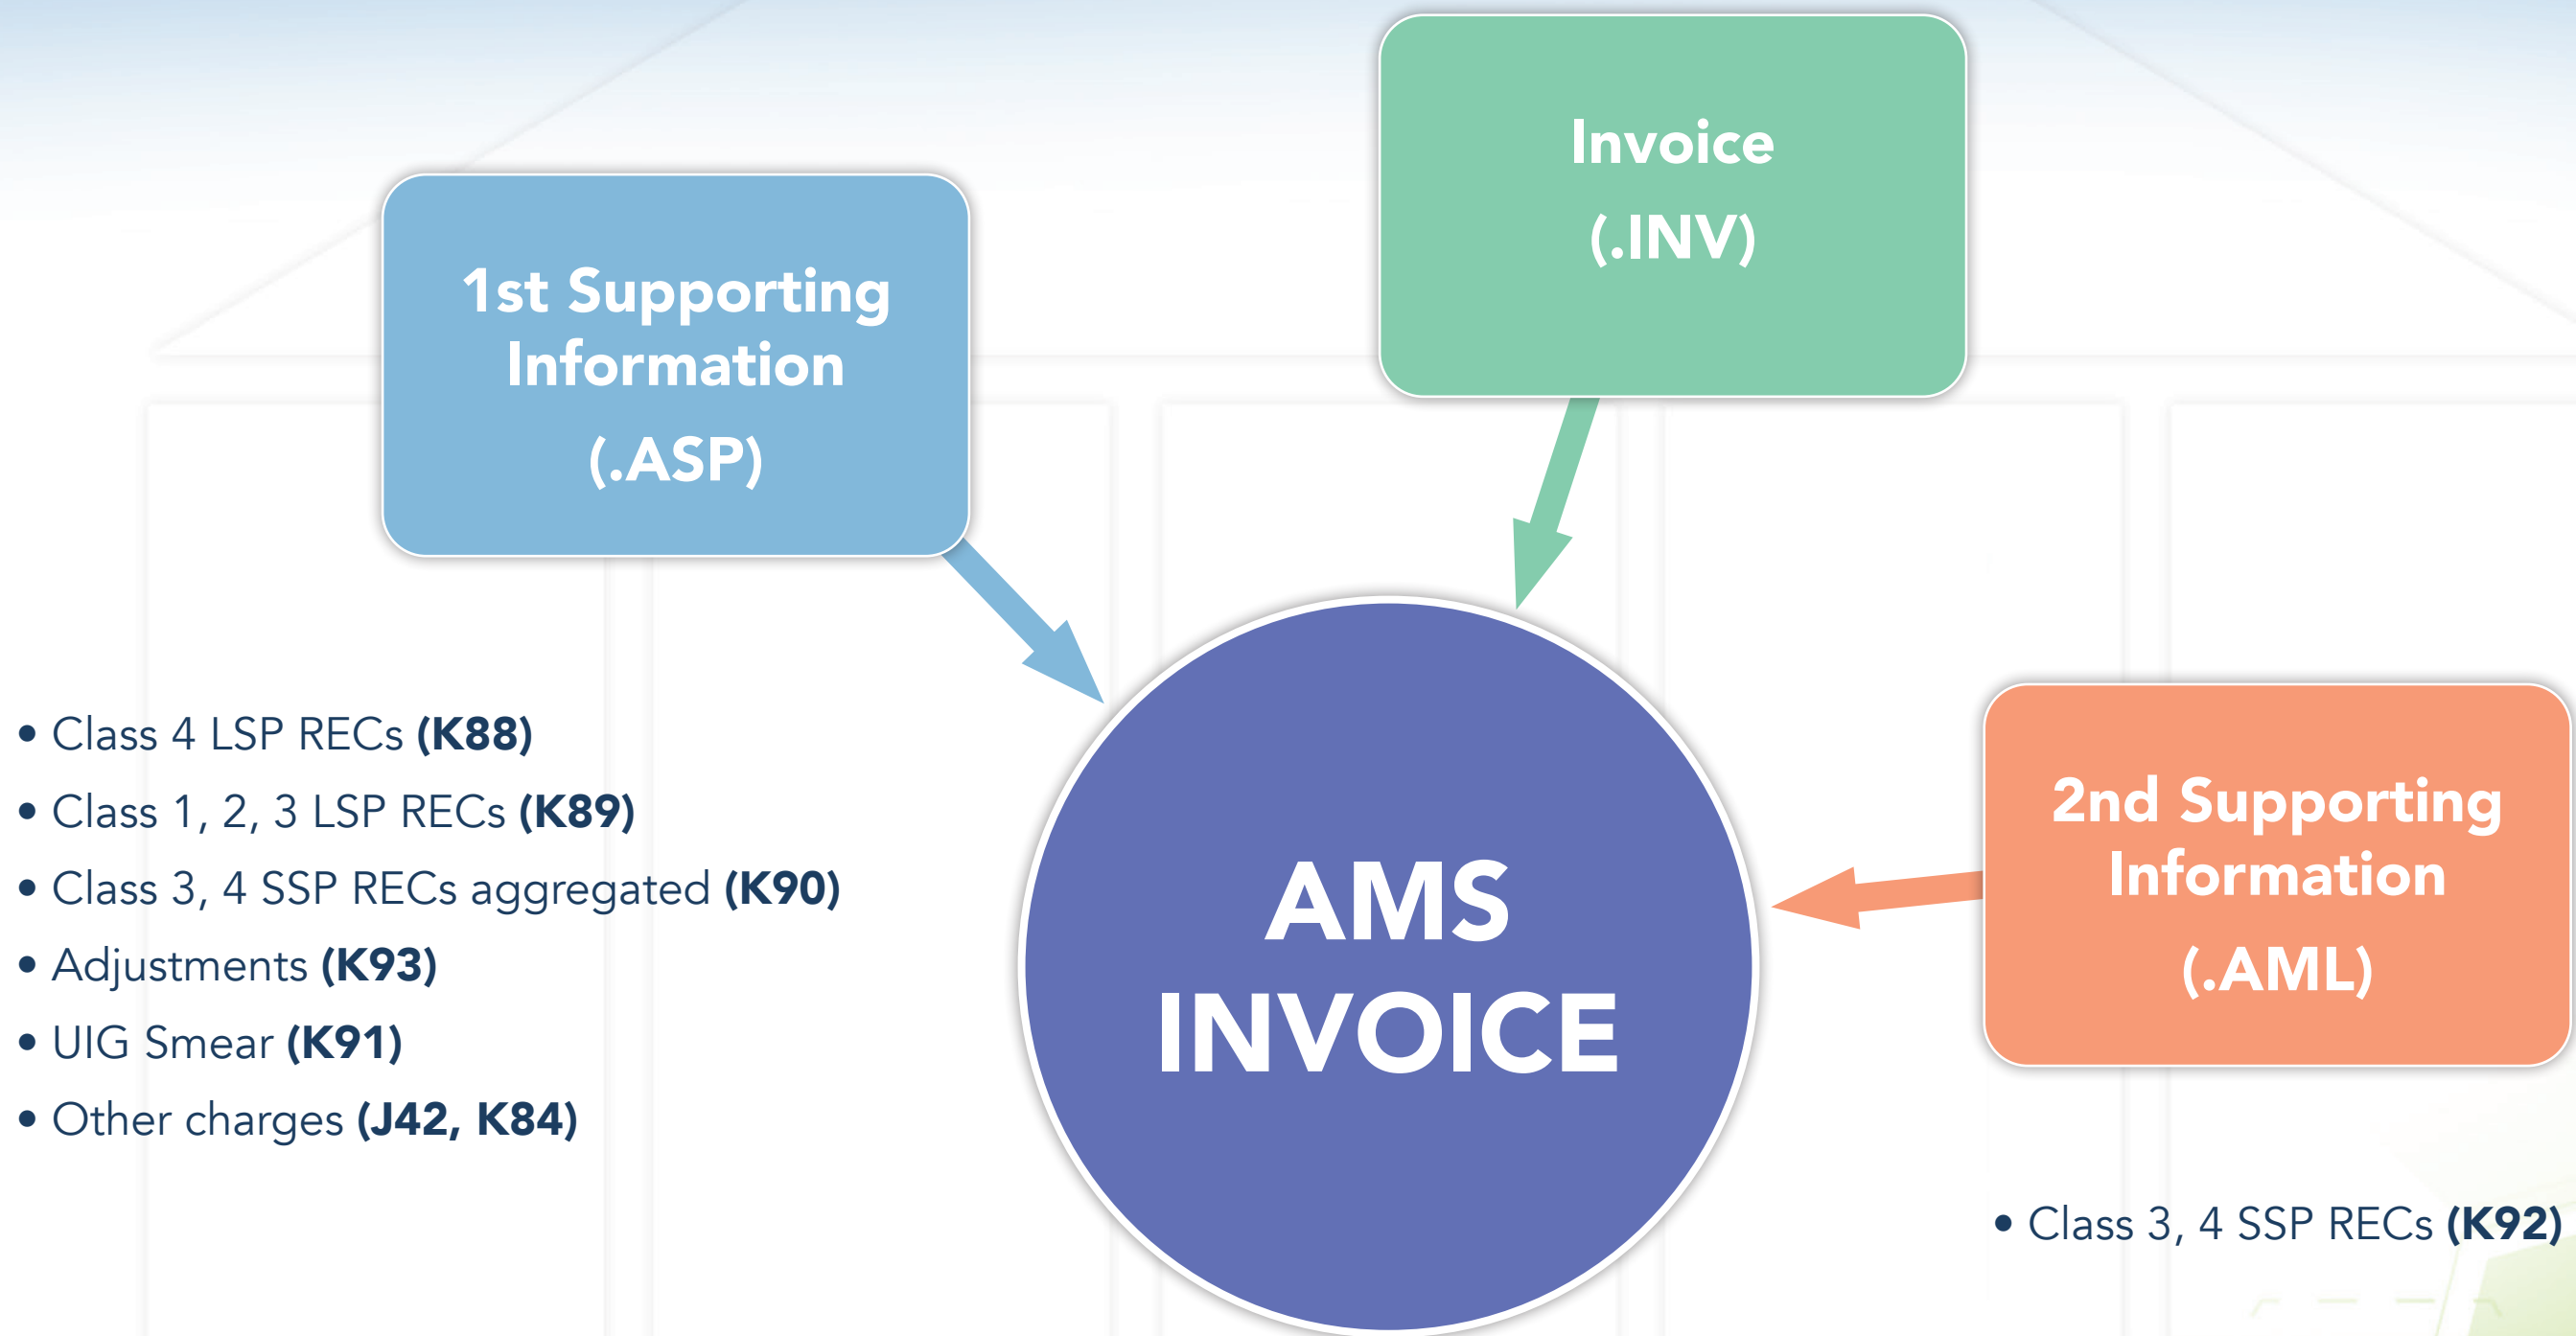 Invoice
(.INV)
1st Supporting
Information
(.ASP)
• Class 4 LSP RECs (K88)
• Class 1, 2, 3 LSP RECs (K89)
• Class 3, 4 SSP RECs aggregated (K90)
• Adjustments (K93)
• UIG Smear (K91)
• Other charges (J42, K84)
AMS
INVOICE
2nd Supporting
Information
(.AML)
• Class 3, 4 SSP RECs (K92)